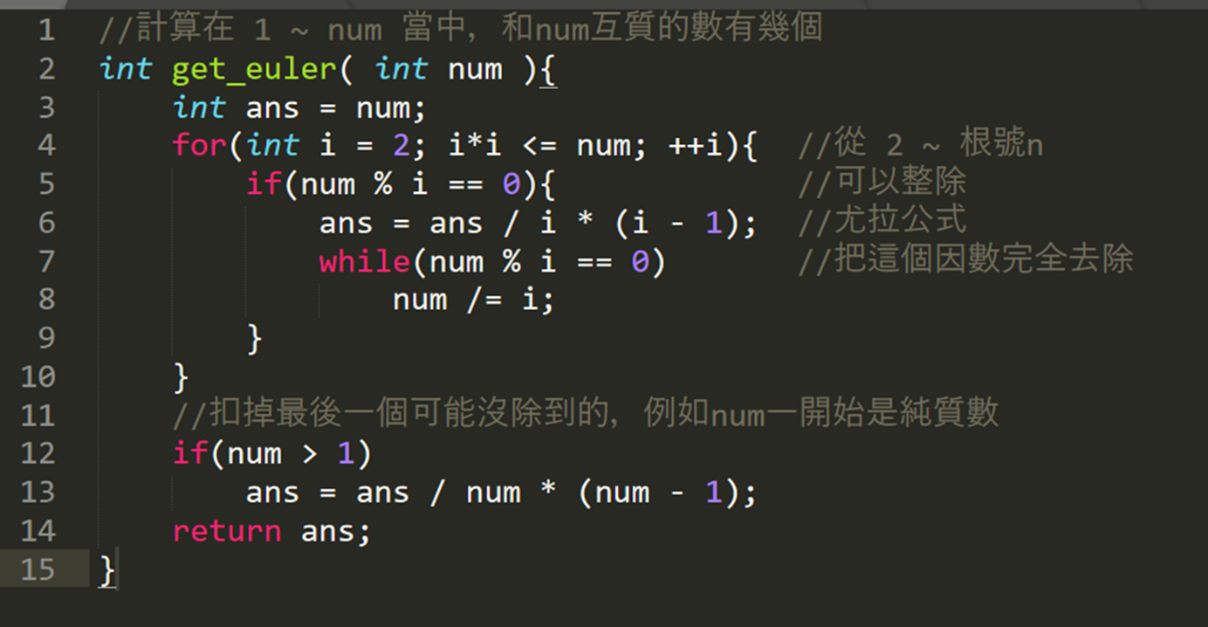 1 //計算在 1 ~ num 當中, 和num互質的數有幾個
2 int get_euler( int num ){
3     int ans = num;
4     for(int i = 2; i*i <= num; ++i){  //從 2 ~ 根號n
5         if(num % i == 0){             //可以整除
6             ans = ans / i * (i - 1);  //尤拉公式
7             while(num % i == 0)       //把這個因數完全去除
8                 num /= i;
9         }
10     }
11     //扣掉最後一個可能沒除到的, 例如num一開始是純質數
12     if(num > 1)
13         ans = ans / num * (num - 1);
14     return ans;
15 }